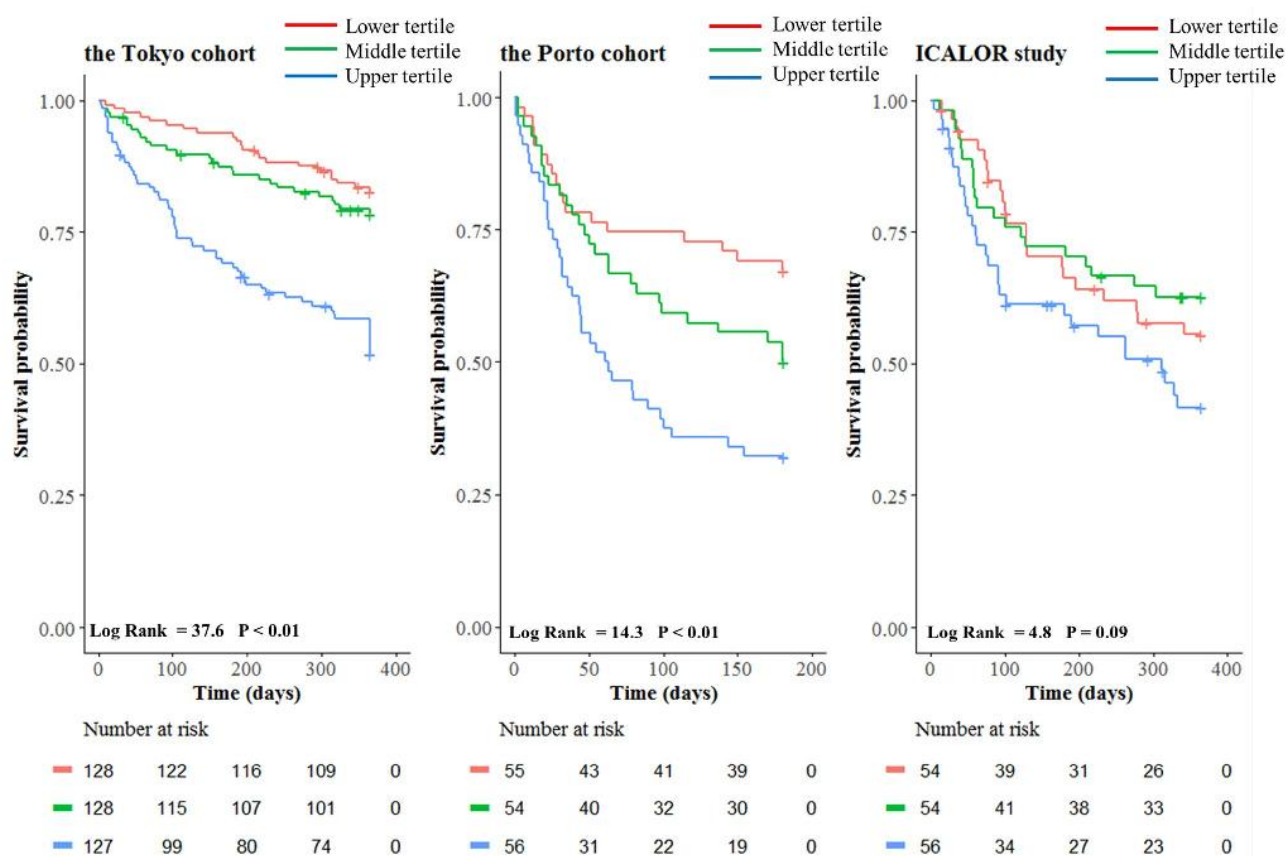 the Tokyo cohort
Lower tertile
Middle tertile
Upper tertile
Survival probability
1.00
0.75
0.50
0.25
0.00
Log Rank = 37.6 P < 0.01
0 100 200 300 400
Time (days)
Number at risk
128 122 116 109 0
128 115 107 101 0
127 99 80 74 0
the Porto cohort
Lower tertile
Middle tertile
Upper tertile
Survival probability
1.00
0.75
0.50
0.25
0.00
Log Rank = 14.3 P < 0.01
0 50 100 150 200
Time (days)
Number at risk
55 43 41 39 0
54 40 32 30 0
56 31 22 19 0
ICALOR study
Lower tertile
Middle tertile
Upper tertile
Survival probability
1.00
0.75
0.50
0.25
0.00
Log Rank = 4.8 P = 0.09
0 100 200 300 400
Time (days)
Number at risk
54 39 31 26 0
54 41 38 33 0
56 34 27 23 0